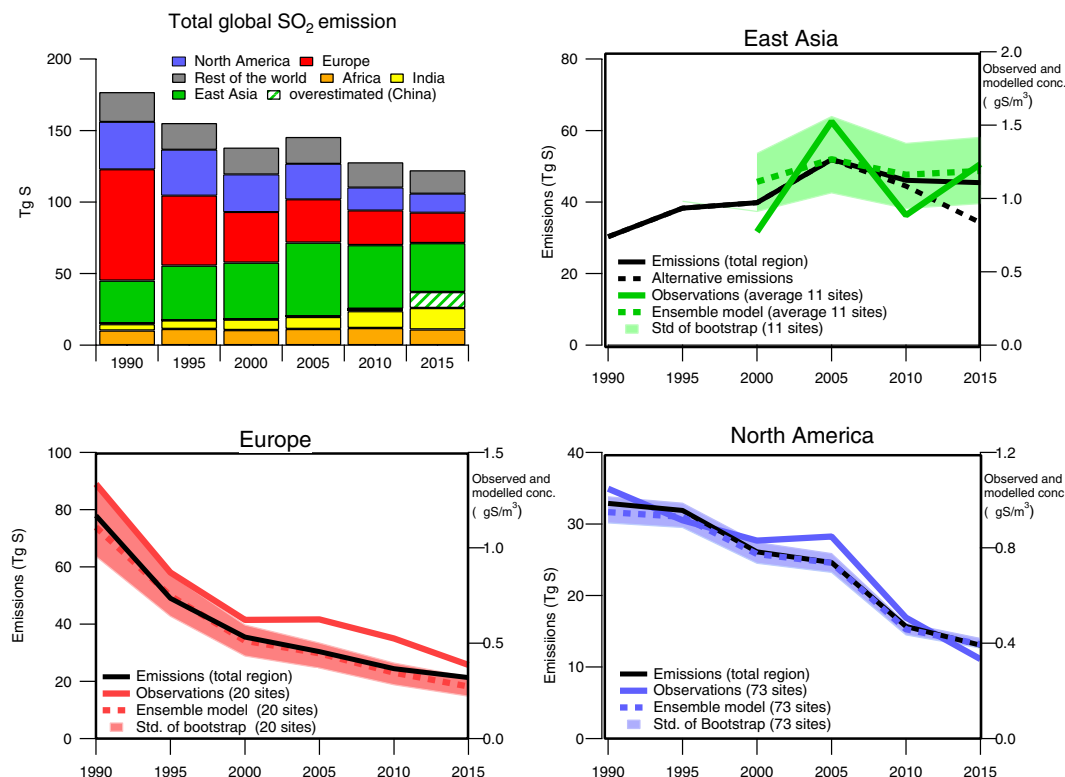 Total global SO2 emission
200
150
100
50
0
Tg S
North America
Europe
Rest of the world
Africa
India
East Asia
overestimated (China)
1990
1995
2000
2005
2010
2015
East Asia
80
60
40
20
0
Emissions (Tg S)
2.0
1.5
1.0
0.5
0.0
Observed and
modelled conc.
( gS/m3)
Emissions (total region)
Alternative emissions
Observations (average 11 sites)
Ensemble model (average 11 sites)
Std of bootstrap (11 sites)
1990
1995
2000
2005
2010
2015
Europe
100
80
60
40
20
0
Emissions (Tg S)
1.5
1.0
0.5
0.0
Observed and
modelled conc.
( gS/m3)
Emissions (total region)
Observations (20 sites)
Ensemble model (20 sites)
Std. of bootstrap (20 sites)
1990
1995
2000
2005
2010
2015
North America
40
30
20
10
0
Emisiions (Tg S)
1.2
0.8
0.4
0.0
Observed and
modelled conc.
( gS/m3)
Emissions (total region)
Observations (73 sites)
Ensemble model (73 sites)
Std. of Bootstrap (73 sites)
1990
1995
2000
2005
2010
2015